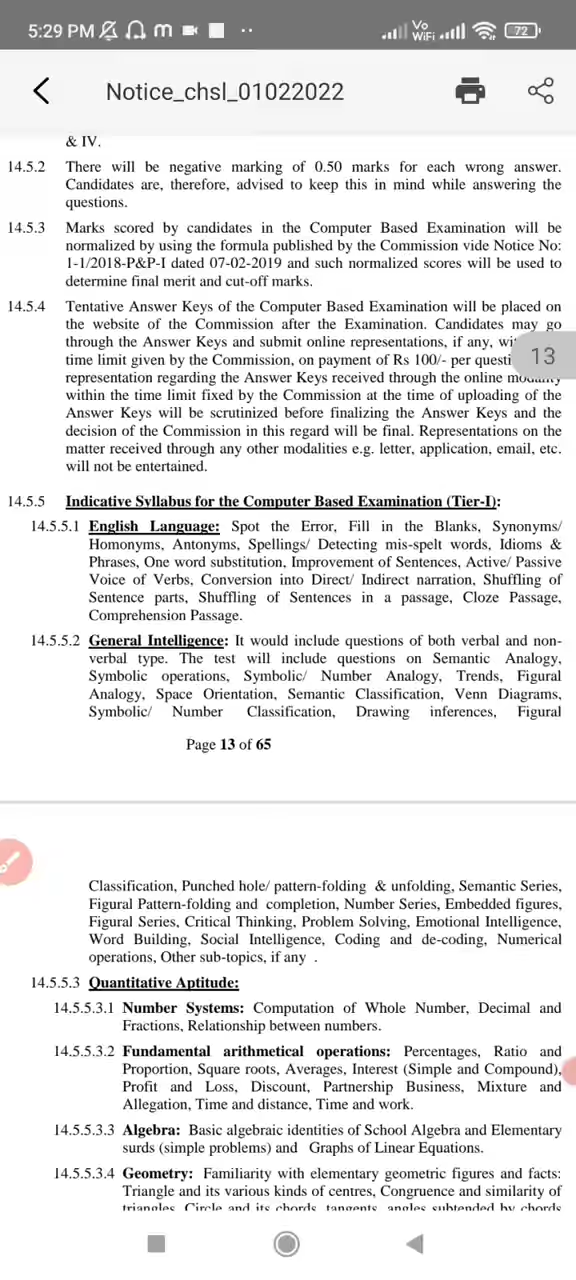 5:29 PM m ··
Vo WiFi 72
Notice_chsl_01022022
& IV.
14.5.2 There will be negative marking of 0.50 marks for each wrong answer.
Candidates are, therefore, advised to keep this in mind while answering the
questions.
14.5.3 Marks scored by candidates in the Computer Based Examination will be
normalized by using the formula published by the Commission vide Notice No:
1-1/2018-P&P-I dated 07-02-2019 and such normalized scores will be used to
determine final merit and cut-off marks.
14.5.4 Tentative Answer Keys of the Computer Based Examination will be placed on
the website of the Commission after the Examination. Candidates may go
through the Answer Keys and submit online representations, if any,
time limit given by the Commission, on payment of Rs 100/- per
13
representation regarding the Answer Keys received through the online
within the time limit fixed by the Commission at the time of uploading of the
Answer Keys will be scrutinized before finalizing the Answer Keys and the
decision of the Commission in this regard will be final. Representations on the
matter received through any other modalities e.g. letter, application, email, etc.
will not be entertained.
14.5.5 Indicative Syllabus for the Computer Based Examination (Tier-I):
14.5.5.1 English Language: Spot the Error, Fill in the Blanks, Synonyms/
Homonyms, Antonyms, Spellings/ Detecting mis-spelt words, Idioms &
Phrases, One word substitution, Improvement of Sentences, Active/ Passive
Voice of Verbs, Conversion into Direct/ Indirect narration, Shuffling of
Sentence parts, Shuffling of Sentences in a passage, Cloze Passage,
Comprehension Passage.
14.5.5.2 General Intelligence: It would include questions of both verbal and non-
verbal type. The test will include questions on Semantic Analogy,
Symbolic operations, Symbolic/ Number Analogy, Trends, Figural
Analogy, Space Orientation, Semantic Classification, Venn Diagrams,
Symbolic/ Number Classification, Drawing inferences, Figural
Page 13 of 65
Classification, Punched hole/ pattern-folding & unfolding, Semantic Series,
Figural Pattern-folding and completion, Number Series, Embedded figures,
Figural Series, Critical Thinking, Problem Solving, Emotional Intelligence,
Word Building, Social Intelligence, Coding and de-coding, Numerical
operations, Other sub-topics, if any .
14.5.5.3 Quantitative Aptitude:
14.5.5.3.1 Number Systems: Computation of Whole Number, Decimal and
Fractions, Relationship between numbers.
14.5.5.3.2 Fundamental arithmetical operations: Percentages, Ratio and
Proportion, Square roots, Averages, Interest (Simple and Compound),
Profit and Loss, Discount, Partnership Business, Mixture and
Allegation, Time and distance, Time and work.
14.5.5.3.3 Algebra: Basic algebraic identities of School Algebra and Elementary
surds (simple problems) and Graphs of Linear Equations.
14.5.5.3.4 Geometry: Familiarity with elementary geometric figures and facts:
Triangle and its various kinds of centres, Congruence and similarity of
triangles, Circle and its chords, tangents, angles subtended by chords